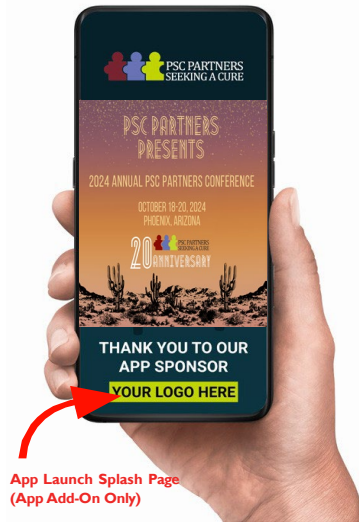 PSC PARTNERS
SEEKING A CURE
PSC PARTNERS
PRESENTS
2024 ANNUAL PSC PARTNERS CONFERENCE
OCTOBER 18-20, 2024
PHOENIX, ARIZONA
PSC PARTNERS
SEEKING A CURE
20 ANNIVERSARY
THANK YOU TO OUR
APP SPONSOR
YOUR LOGO HERE
App Launch Splash Page
(App Add-On Only)